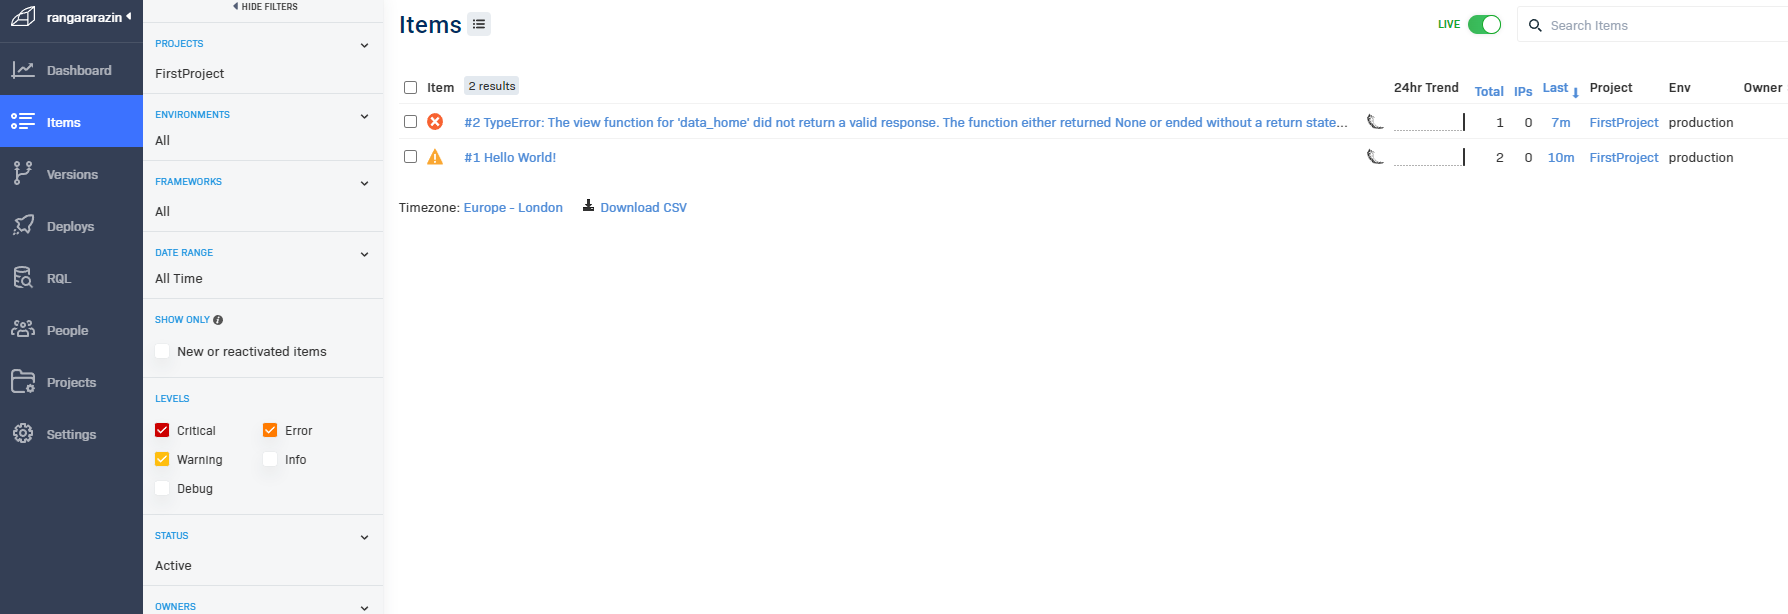 rangararazin
Dashboard
Items
Versions
Deploys
RQL
People
Projects
Settings
HIDE FILTERS
PROJECTS
FirstProject
ENVIRONMENTS
All
FRAMEWORKS
All
DATE RANGE
All Time
SHOW ONLY
New or reactivated items
LEVELS
Critical Error
Warning Info
Debug
STATUS
Active
OWNERS
Items
LIVE Search Items
Item 2 results 24hr Trend Total IPs Last Project Env Owner
#2 TypeError: The view function for 'data_home' did not return a valid response. The function either returned None or ended without a return state... 1 0 7m FirstProject production
#1 Hello World! 2 0 10m FirstProject production
Timezone: Europe - London Download CSV